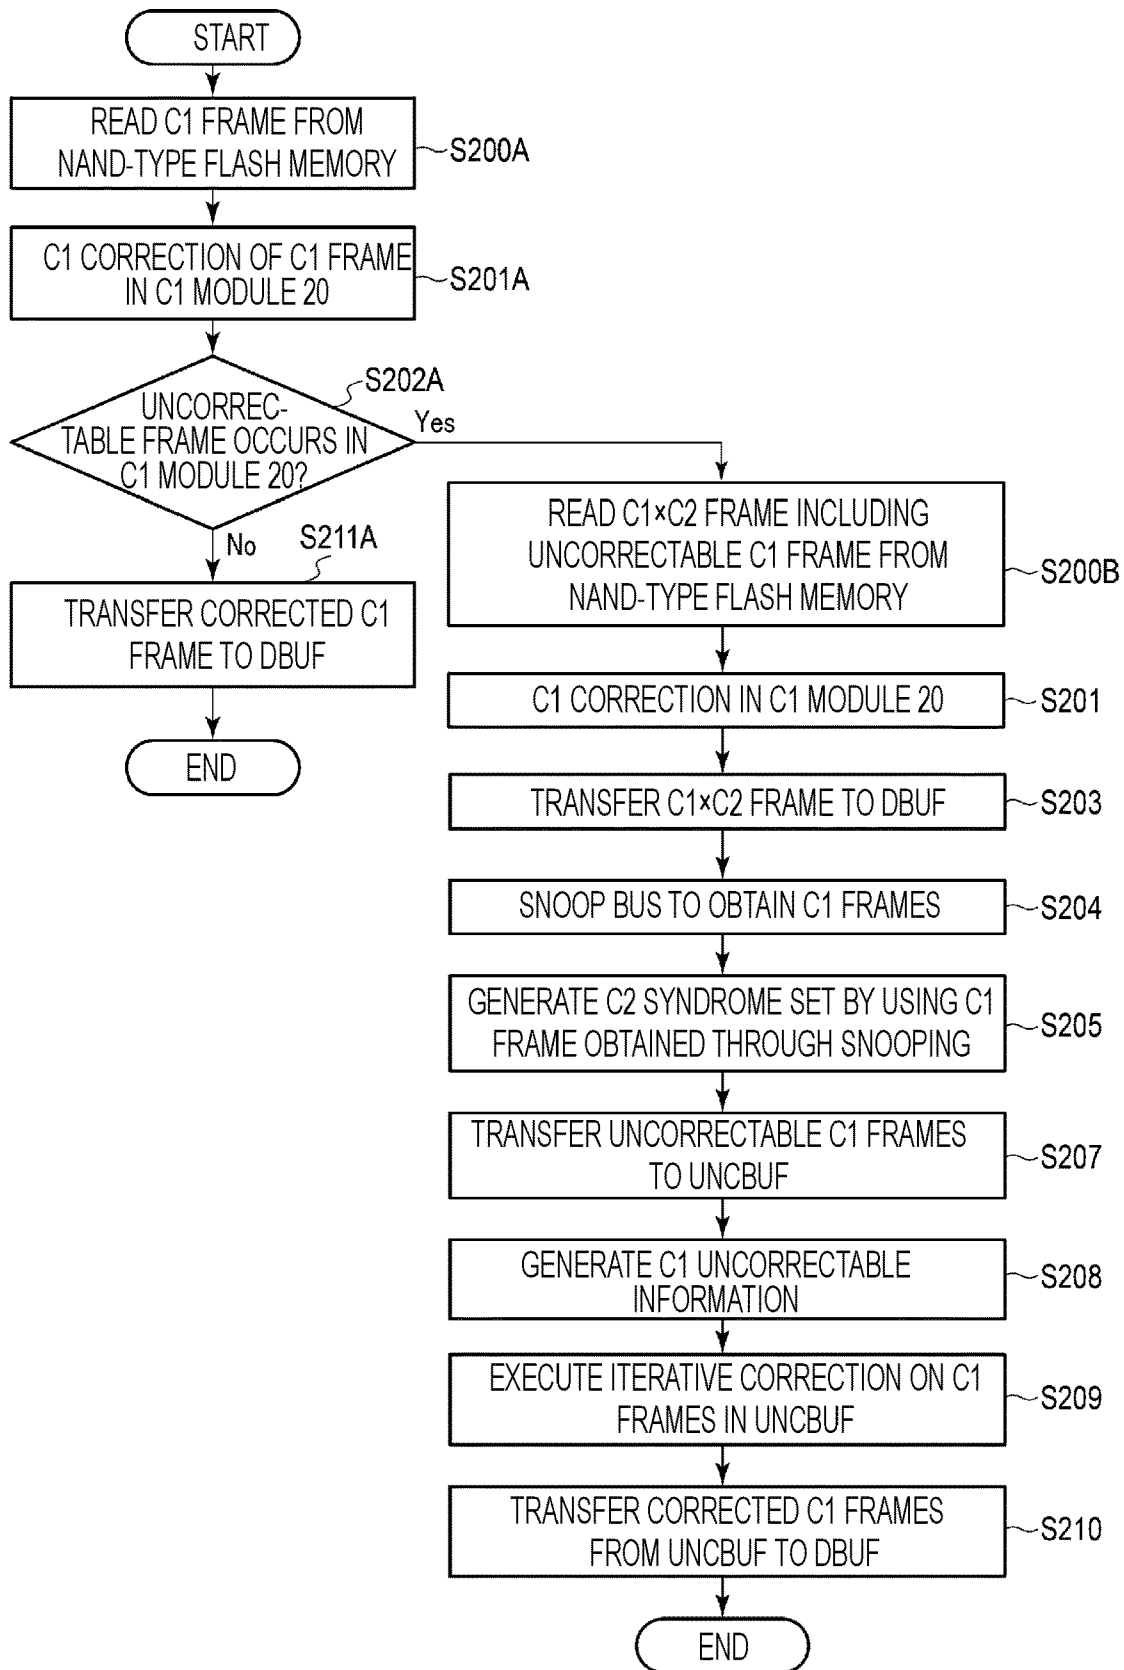 START
READ C1 FRAME FROM
NAND-TYPE FLASH MEMORY
S200A
C1 CORRECTION OF C1 FRAME
IN C1 MODULE 20
S201A
S202A
UNCORREC-
TABLE FRAME OCCURS IN
C1 MODULE 20?
Yes
No
S211A
TRANSFER CORRECTED C1
FRAME TO DBUF
END
READ C1×C2 FRAME INCLUDING
UNCORRECTABLE C1 FRAME FROM
NAND-TYPE FLASH MEMORY
S200B
C1 CORRECTION IN C1 MODULE 20
S201
TRANSFER C1×C2 FRAME TO DBUF
S203
SNOOP BUS TO OBTAIN C1 FRAMES
S204
GENERATE C2 SYNDROME SET BY USING C1
FRAME OBTAINED THROUGH SNOOPING
S205
TRANSFER UNCORRECTABLE C1 FRAMES
TO UNCBUF
S207
GENERATE C1 UNCORRECTABLE
INFORMATION
S208
EXECUTE ITERATIVE CORRECTION ON C1
FRAMES IN UNCBUF
S209
TRANSFER CORRECTED C1 FRAMES
FROM UNCBUF TO DBUF
S210
END